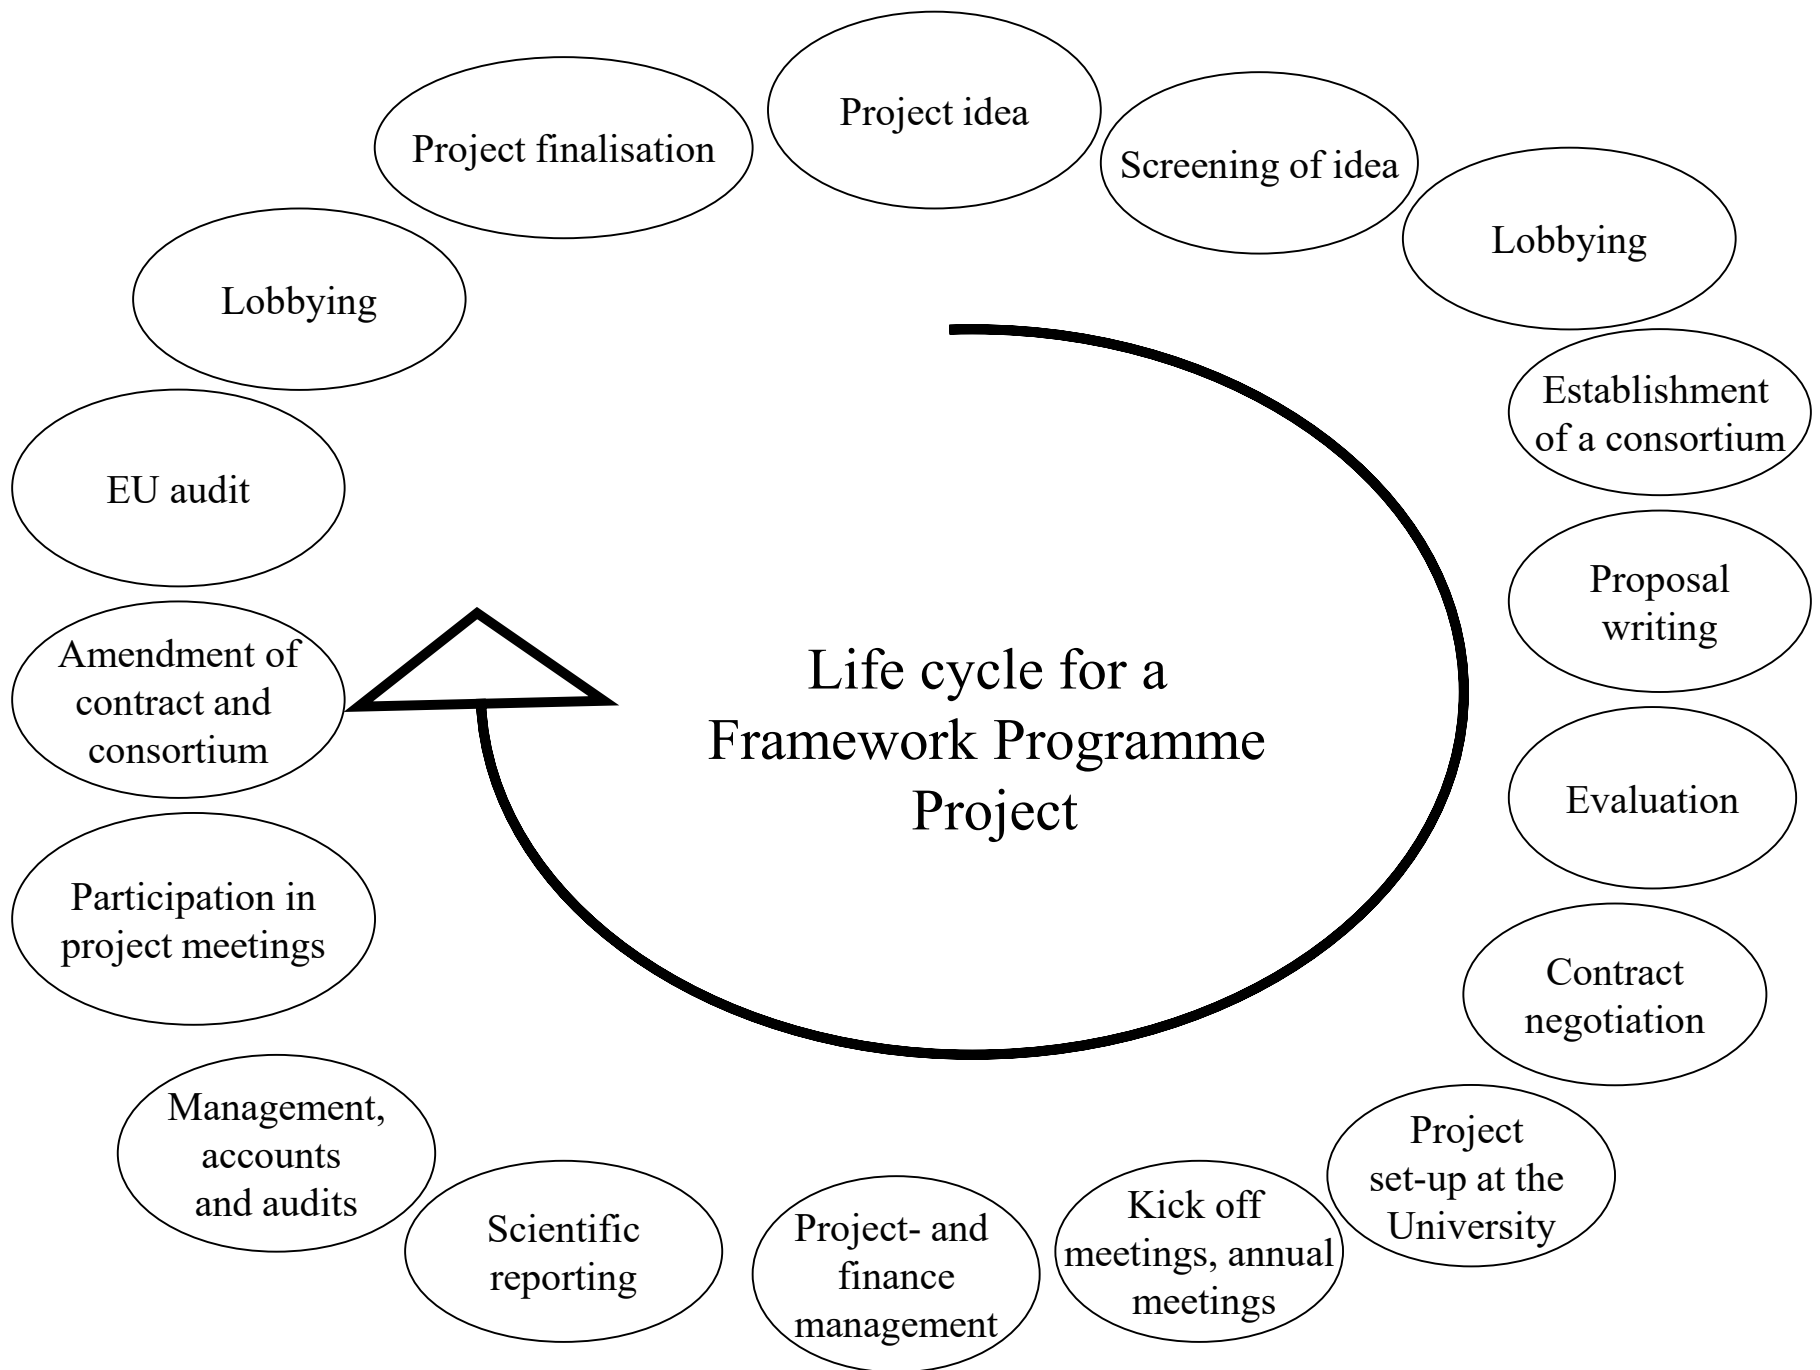 Project idea
Screening of idea
Lobbying
Establishment
of a consortium
Proposal
writing
Evaluation
Contract
negotiation
Project
set-up at the
University
Kick off
meetings, annual
meetings
Project- and
finance
management
Scientific
reporting
Management,
accounts
and audits
Participation in
project meetings
Amendment of
contract and
consortium
EU audit
Lobbying
Project finalisation
Life cycle for a
Framework Programme
Project